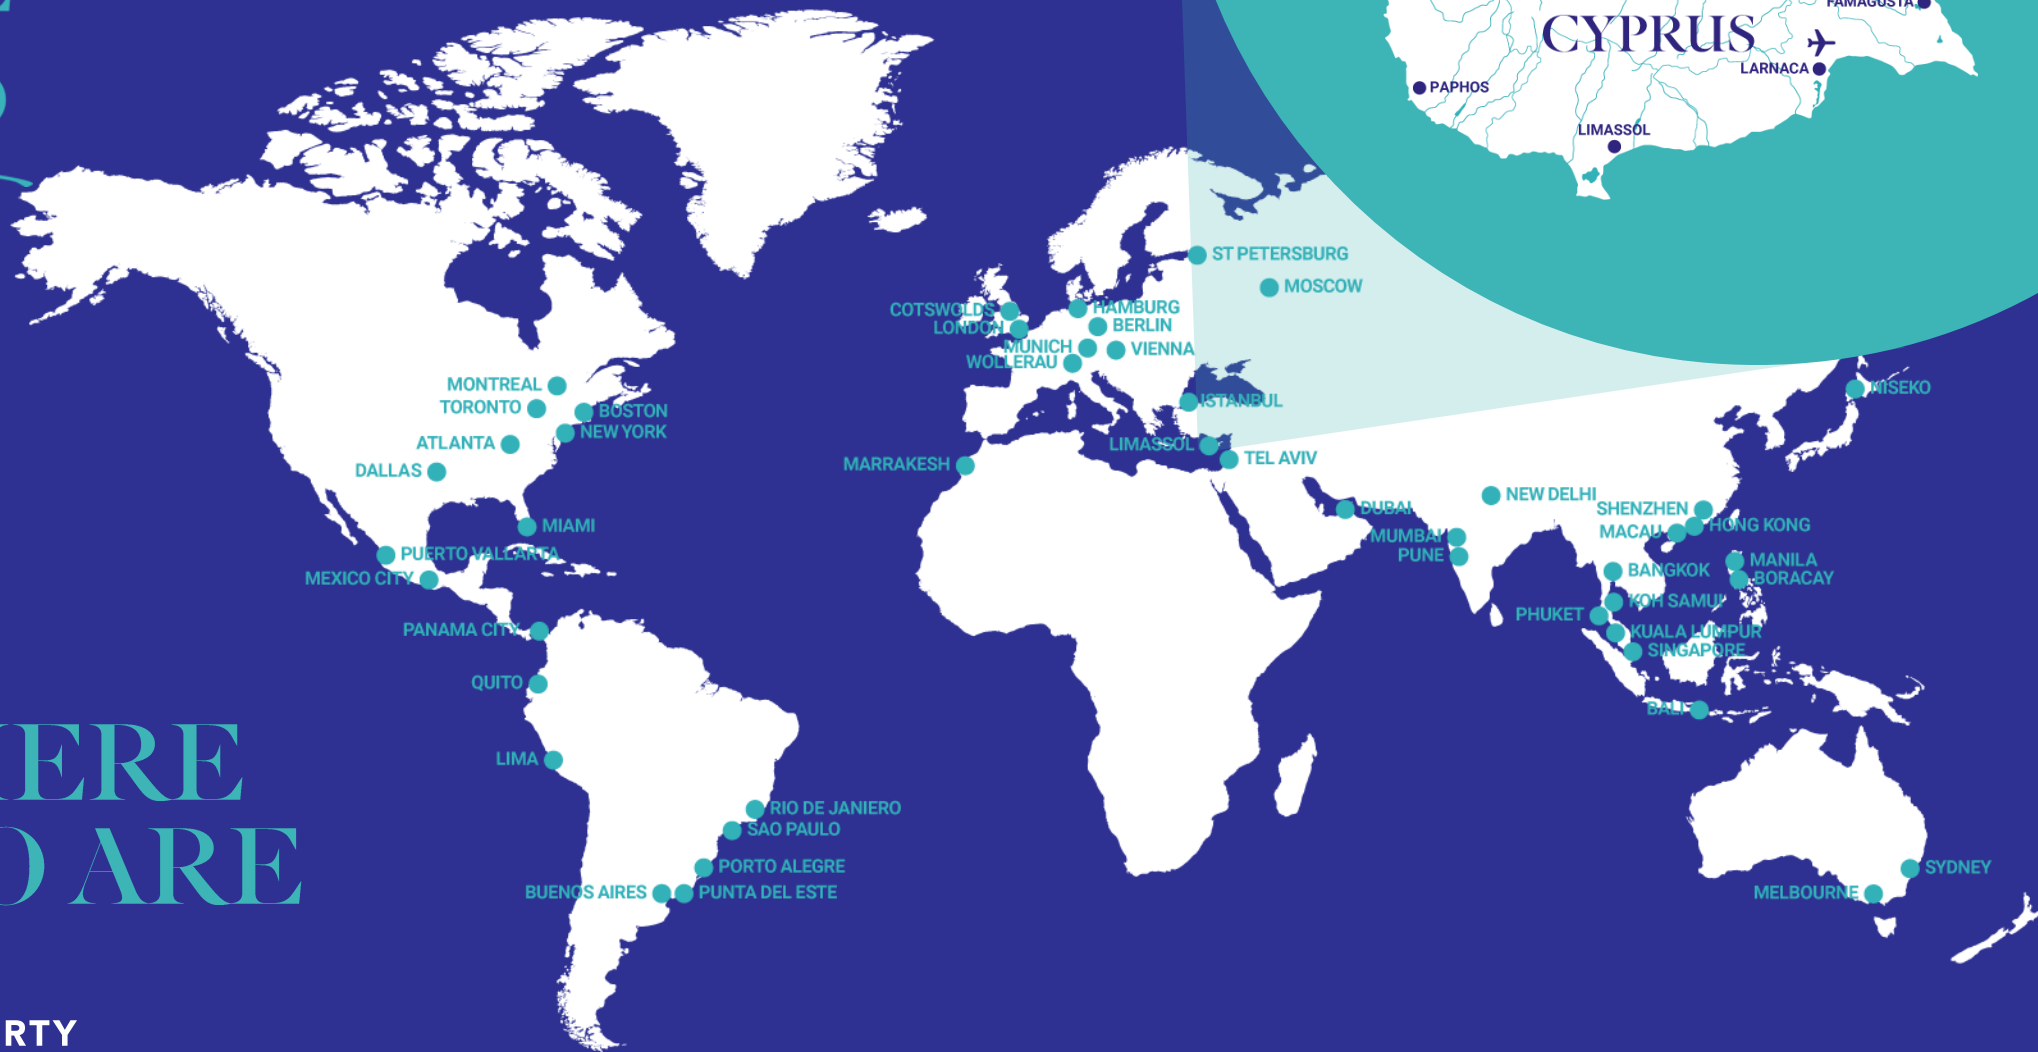 FAMAGUSTA
CYPRUS
LARNACA
PAPHOS
LIMASSOL
ST PETERSBURG
MOSCOW
COTSWOLDS
HAMBURG
LONDON
BERLIN
MUNICH
VIENNA
WOLLERAU
MONTREAL
NISEKO
TORONTO
BOSTON
ISTANBUL
NEW YORK
ATLANTA
LIMASSOL
TEL AVIV
MARRAKESH
DALLAS
NEW DELHI
DUBAI
SHENZHEN
MIAMI
HONG KONG
MACAU
MUMBAI
PUNE
PUERTO VALLARTA
MANILA
MEXICO CITY
BANGKOK
BORACAY
KOH SAMUI
PHUKET
PANAMA CITY
KUALA LUMPUR
SINGAPORE
QUITO
BALI
IERE
LIMA
RIO DE JANIERO
SAO PAULO
O ARE
PORTO ALEGRE
SYDNEY
BUENOS AIRES
PUNTA DEL ESTE
MELBOURNE
RTY